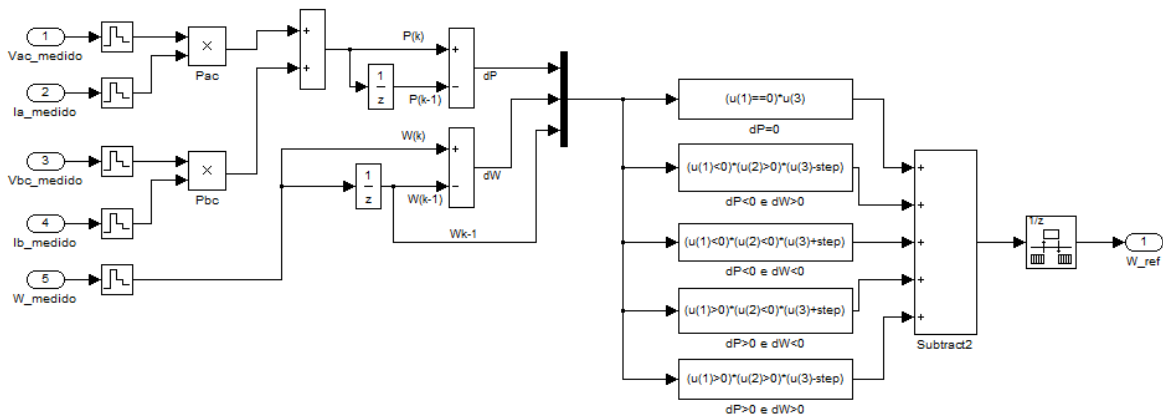 1
Vac_medido
2
Ia_medido
×
Pac
3
Vbc_medido
4
Ib_medido
×
Pbc
5
W_medido
+
+
P(k)
+
−
dP
1
z
P(k-1)
W(k)
+
−
dW
1
z
W(k-1)
Wk-1
(u(1)==0)*u(3)
dP=0
(u(1)<0)*(u(2)>0)*(u(3)-step)
dP<0 e dW>0
(u(1)<0)*(u(2)<0)*(u(3)+step)
dP<0 e dW<0
(u(1)>0)*(u(2)<0)*(u(3)+step)
dP>0 e dW<0
(u(1)>0)*(u(2)>0)*(u(3)-step)
dP>0 e dW>0
+
+
+
+
+
Subtract2
1/z
1
W_ref